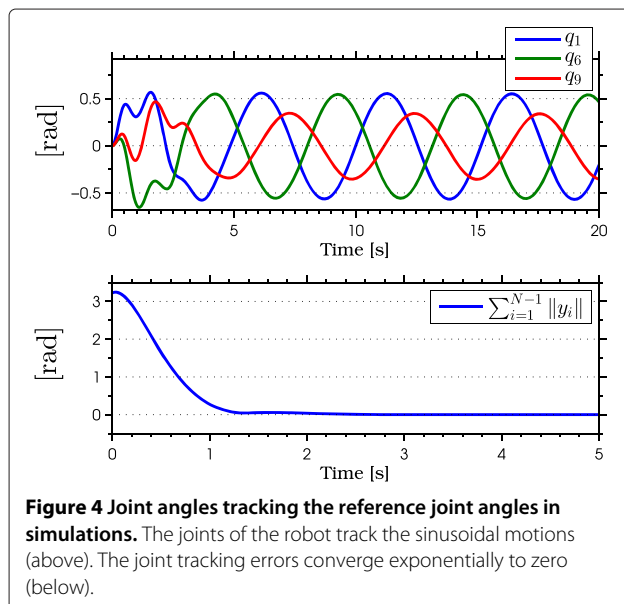 q₁
q₆
q₉
[rad]
0.5
0
−0.5
0 5 10 15 20
Time [s]
∑_{i=1}^{N−1} ‖y_i‖
[rad]
3
2
1
0
0 1 2 3 4 5
Time [s]
Figure 4 Joint angles tracking the reference joint angles in
simulations. The joints of the robot track the sinusoidal motions
(above). The joint tracking errors converge exponentially to zero
(below).